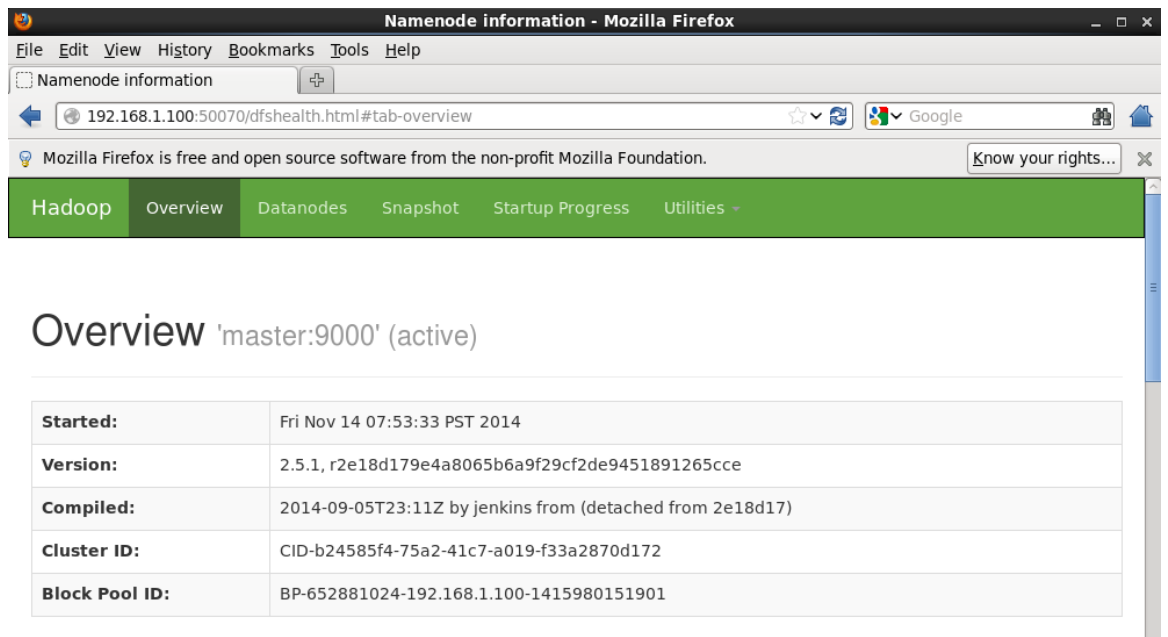 Namenode information - Mozilla Firefox
File Edit View History Bookmarks Tools Help
Namenode information
192.168.1.100:50070/dfshealth.html#tab-overview Google
Mozilla Firefox is free and open source software from the non-profit Mozilla Foundation. Know your rights...
Hadoop Overview Datanodes Snapshot Startup Progress Utilities
Overview 'master:9000' (active)
Started: Fri Nov 14 07:53:33 PST 2014
Version: 2.5.1, r2e18d179e4a8065b6a9f29cf2de9451891265cce
Compiled: 2014-09-05T23:11Z by jenkins from (detached from 2e18d17)
Cluster ID: CID-b24585f4-75a2-41c7-a019-f33a2870d172
Block Pool ID: BP-652881024-192.168.1.100-1415980151901